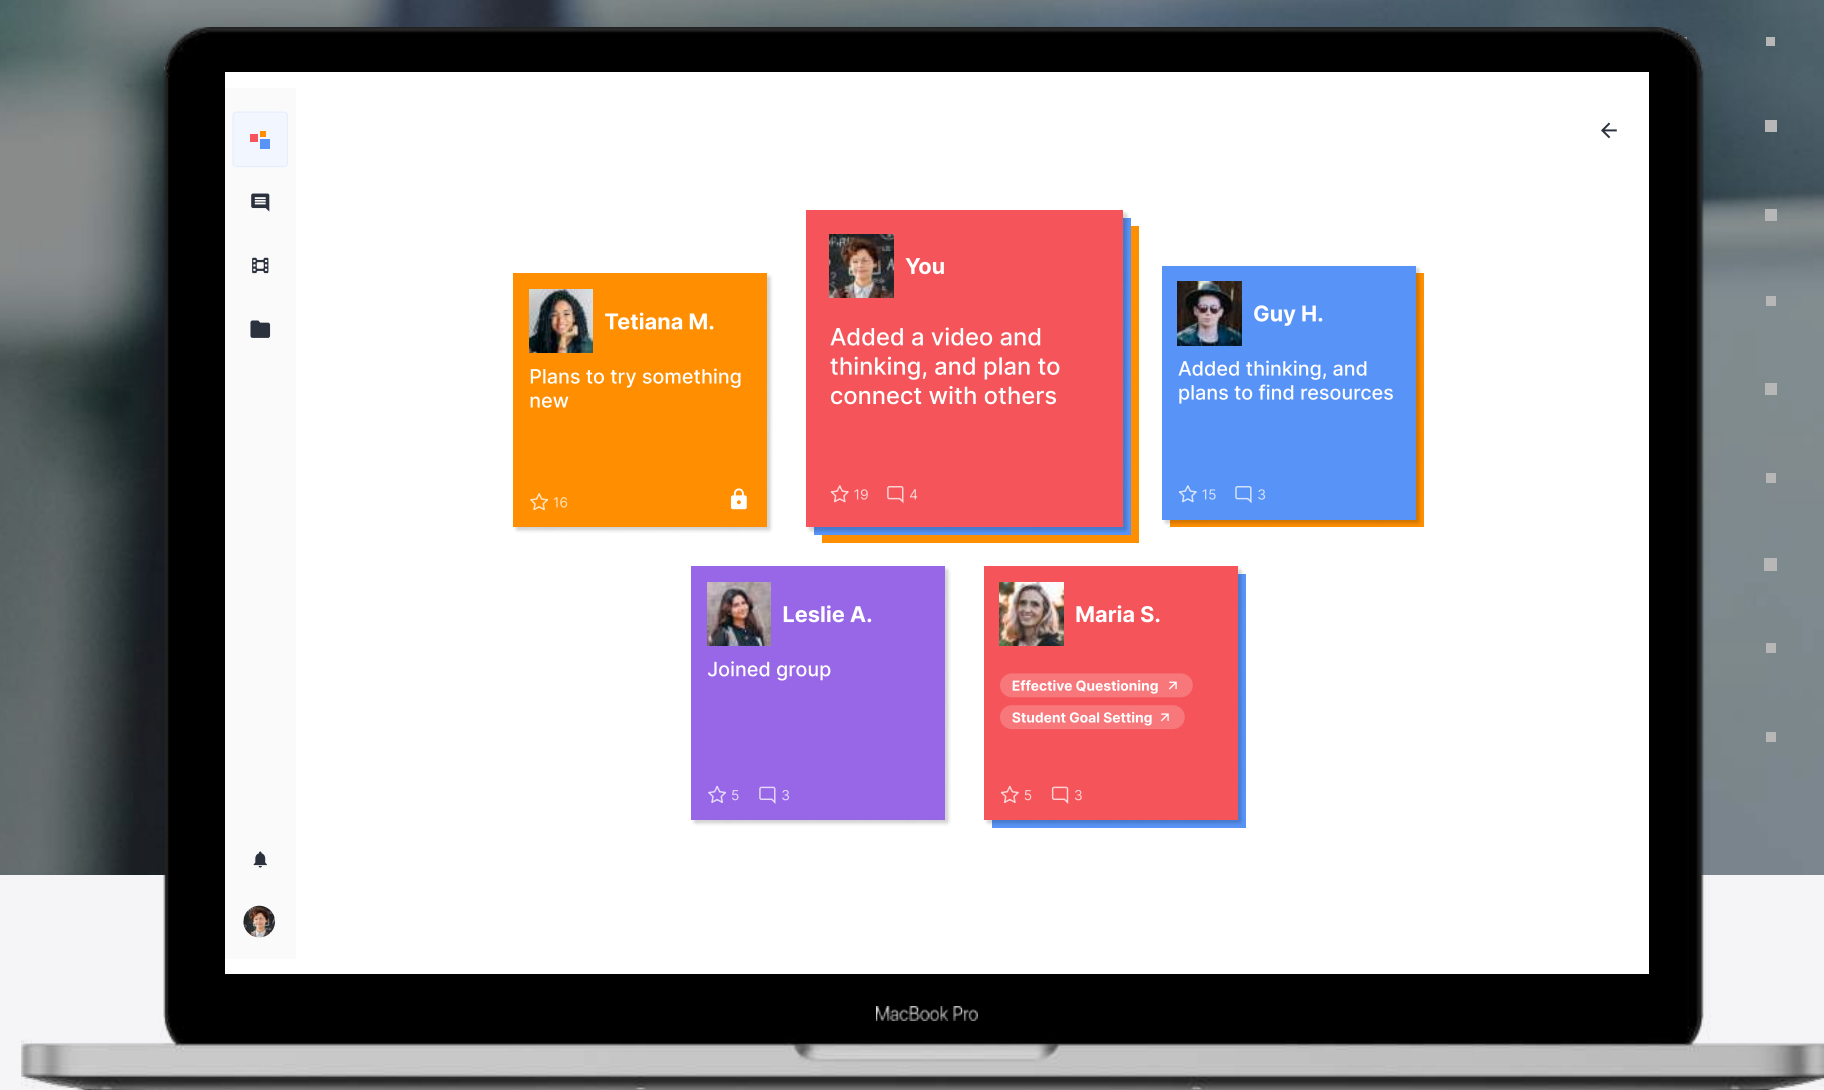 Tetiana M.
Plans to try something
new
16
You
Added a video and
thinking, and plan to
connect with others
19 4
Guy H.
Added thinking, and
plans to find resources
15 3
Leslie A.
Joined group
5 3
Maria S.
Effective Questioning
Student Goal Setting
5 3
MacBook Pro